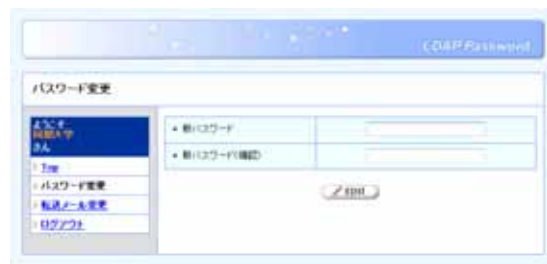 LDAP Password
パスワード変更
ようこそ
さん
Top
パスワード変更
転送メール変更
ログアウト
新パスワード
新パスワード(確認)